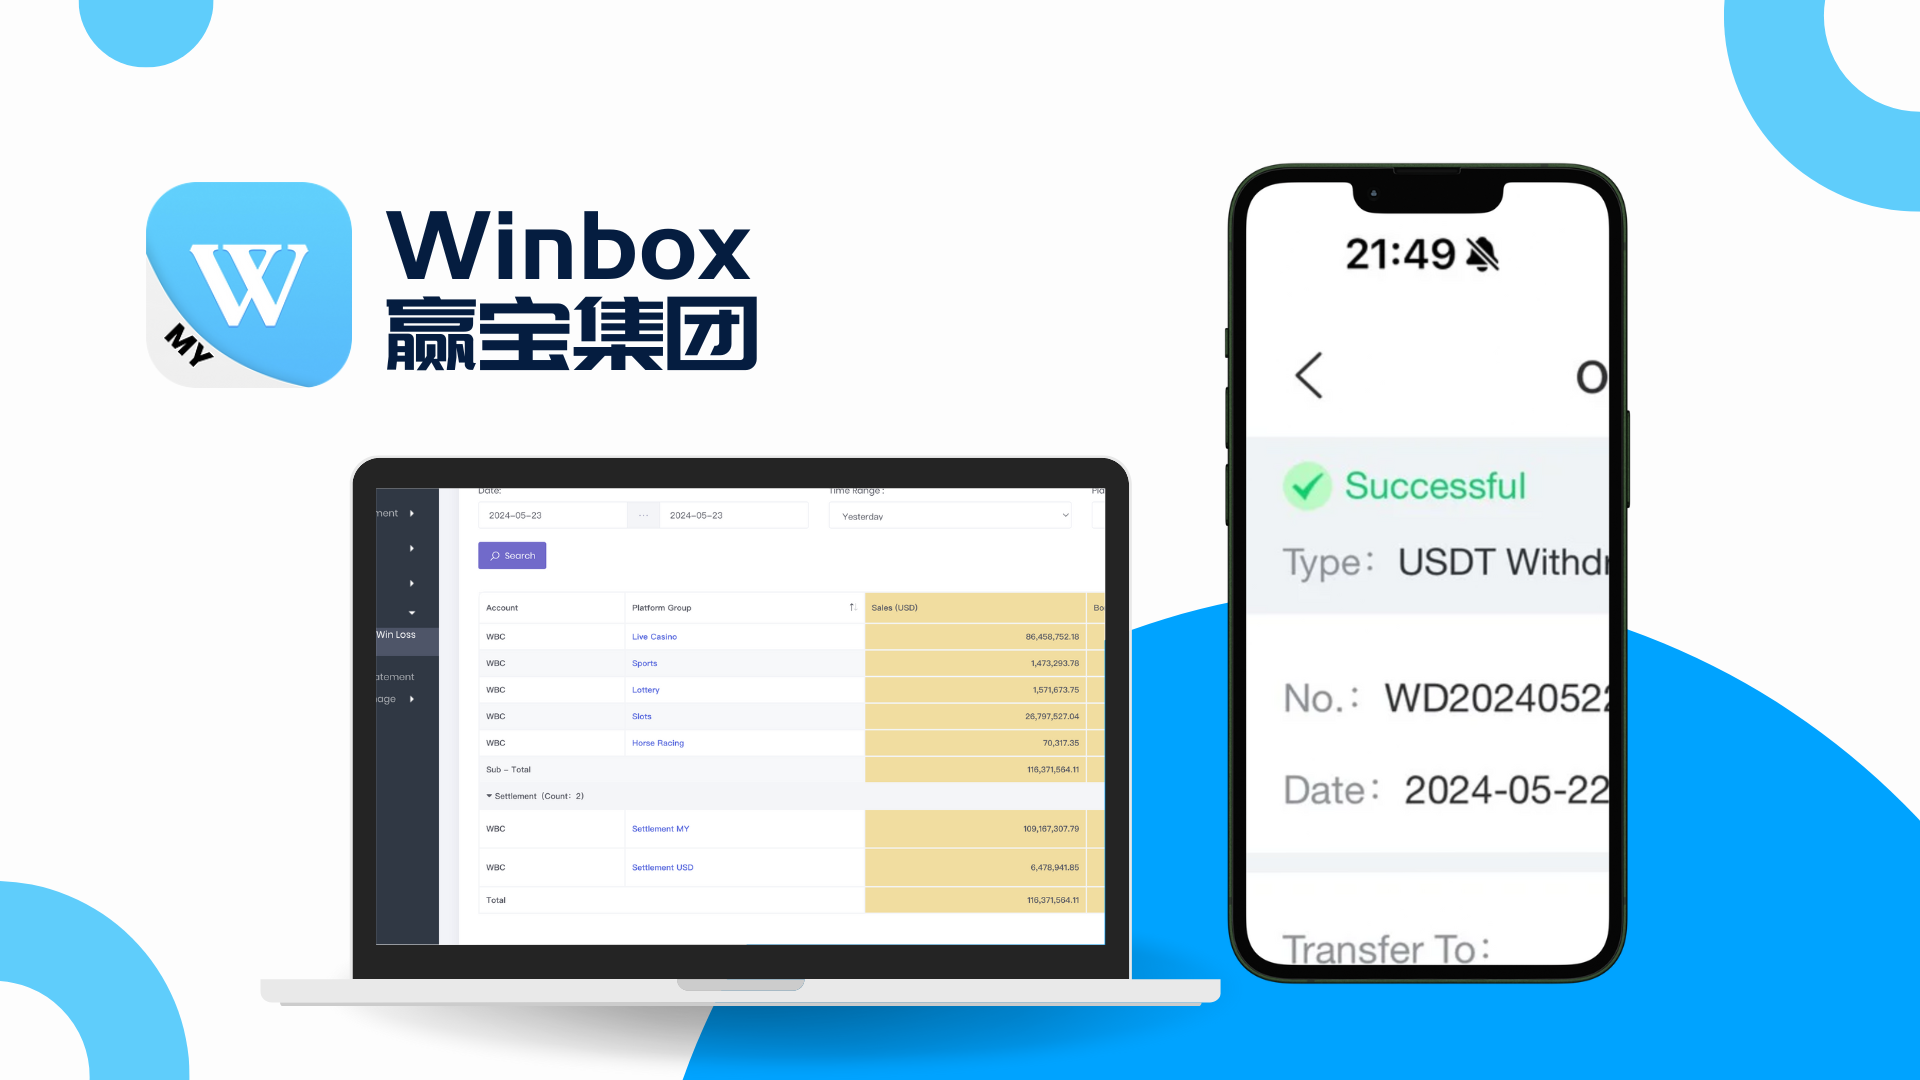 W
MY
Winbox
赢宝集团
Date: Time Range :
2024-05-23 ... 2024-05-23 Yesterday
Search
Account Platform Group Sales (USD)
WBC Live Casino 86,458,752.18
WBC Sports 1,473,293.78
WBC Lottery 1,571,673.75
WBC Slots 26,797,527.04
WBC Horse Racing 70,317.35
Sub - Total 116,371,564.11
Settlement (Count: 2)
WBC Settlement MY 109,167,307.79
WBC Settlement USD 6,478,941.85
Total 116,371,564.11
Win Loss
21:49
O
Successful
Type: USDT Withdr
No.: WD20240522
Date: 2024-05-22
Transfer To: